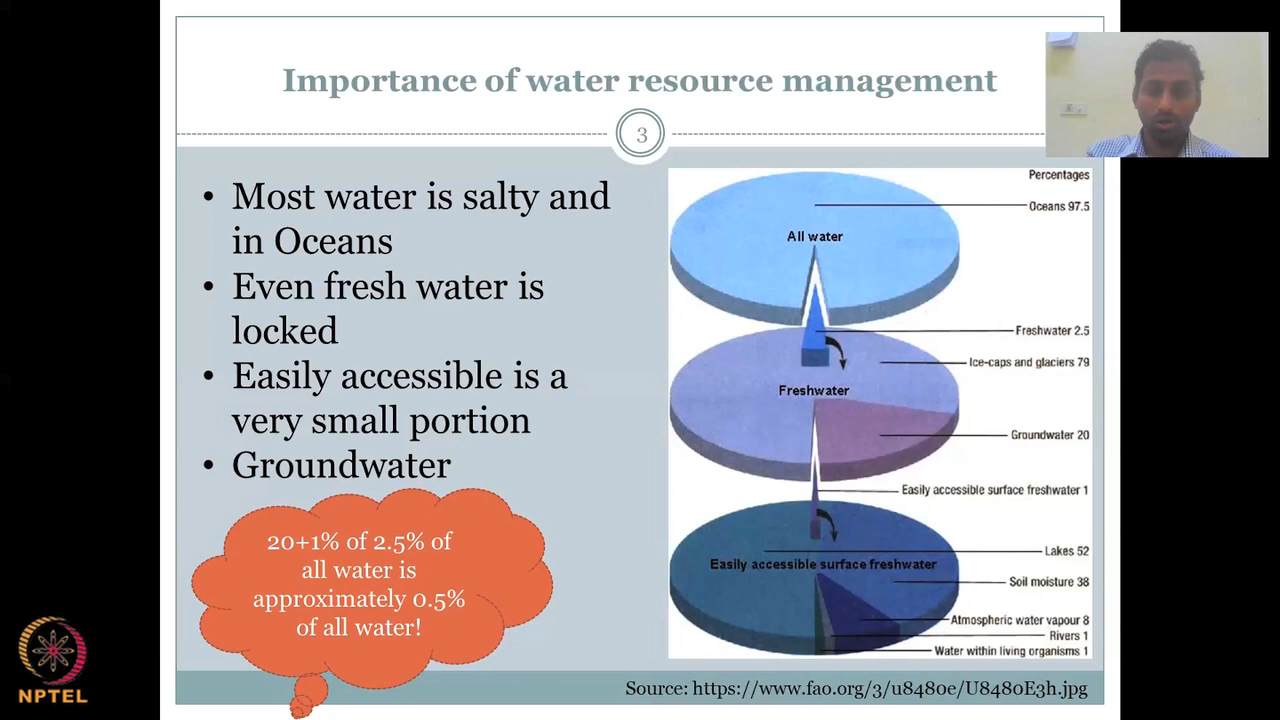 Importance of water resource management
3
• Most water is salty and
in Oceans
• Even fresh water is
locked
• Easily accessible is a
very small portion
• Groundwater
20+1% of 2.5% of
all water is
approximately 0.5%
of all water!
Percentages
Oceans 97.5
All water
Freshwater 2.5
Ice-caps and glaciers 79
Freshwater
Groundwater 20
Easily accessible surface freshwater 1
Lakes 52
Easily accessible surface freshwater
Soil moisture 38
Atmospheric water vapour 8
Rivers 1
Water within living organisms 1
Source: https://www.fao.org/3/u8480e/U8480E3h.jpg
NPTEL